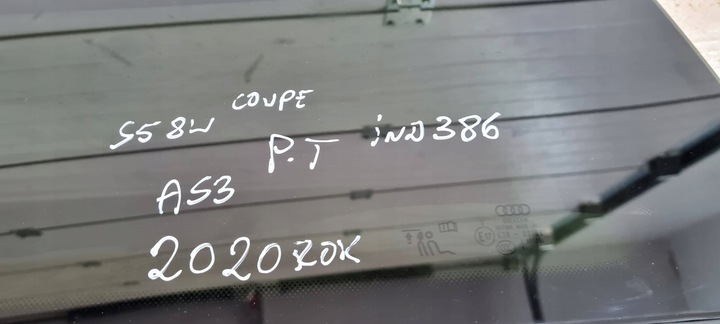 COUPE
S58W
P.T iND386
AS3
2020ROK